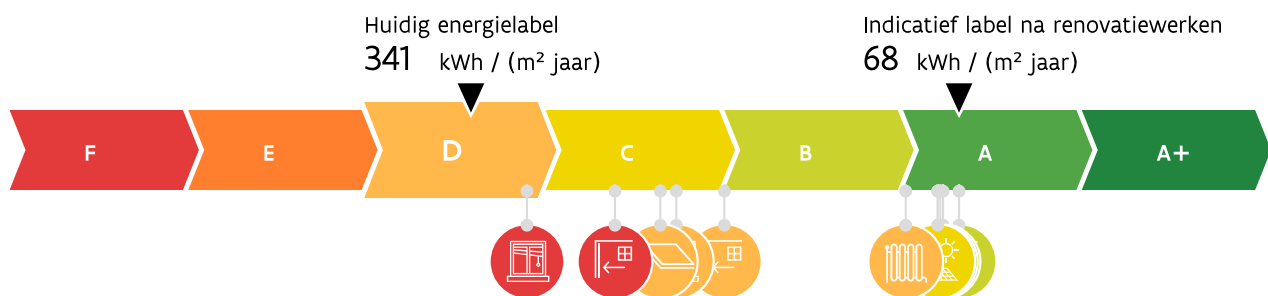 Huidig energielabel
341 kWh / (m² jaar)
Indicatief label na renovatiewerken
68 kWh / (m² jaar)
F E D C B A A+